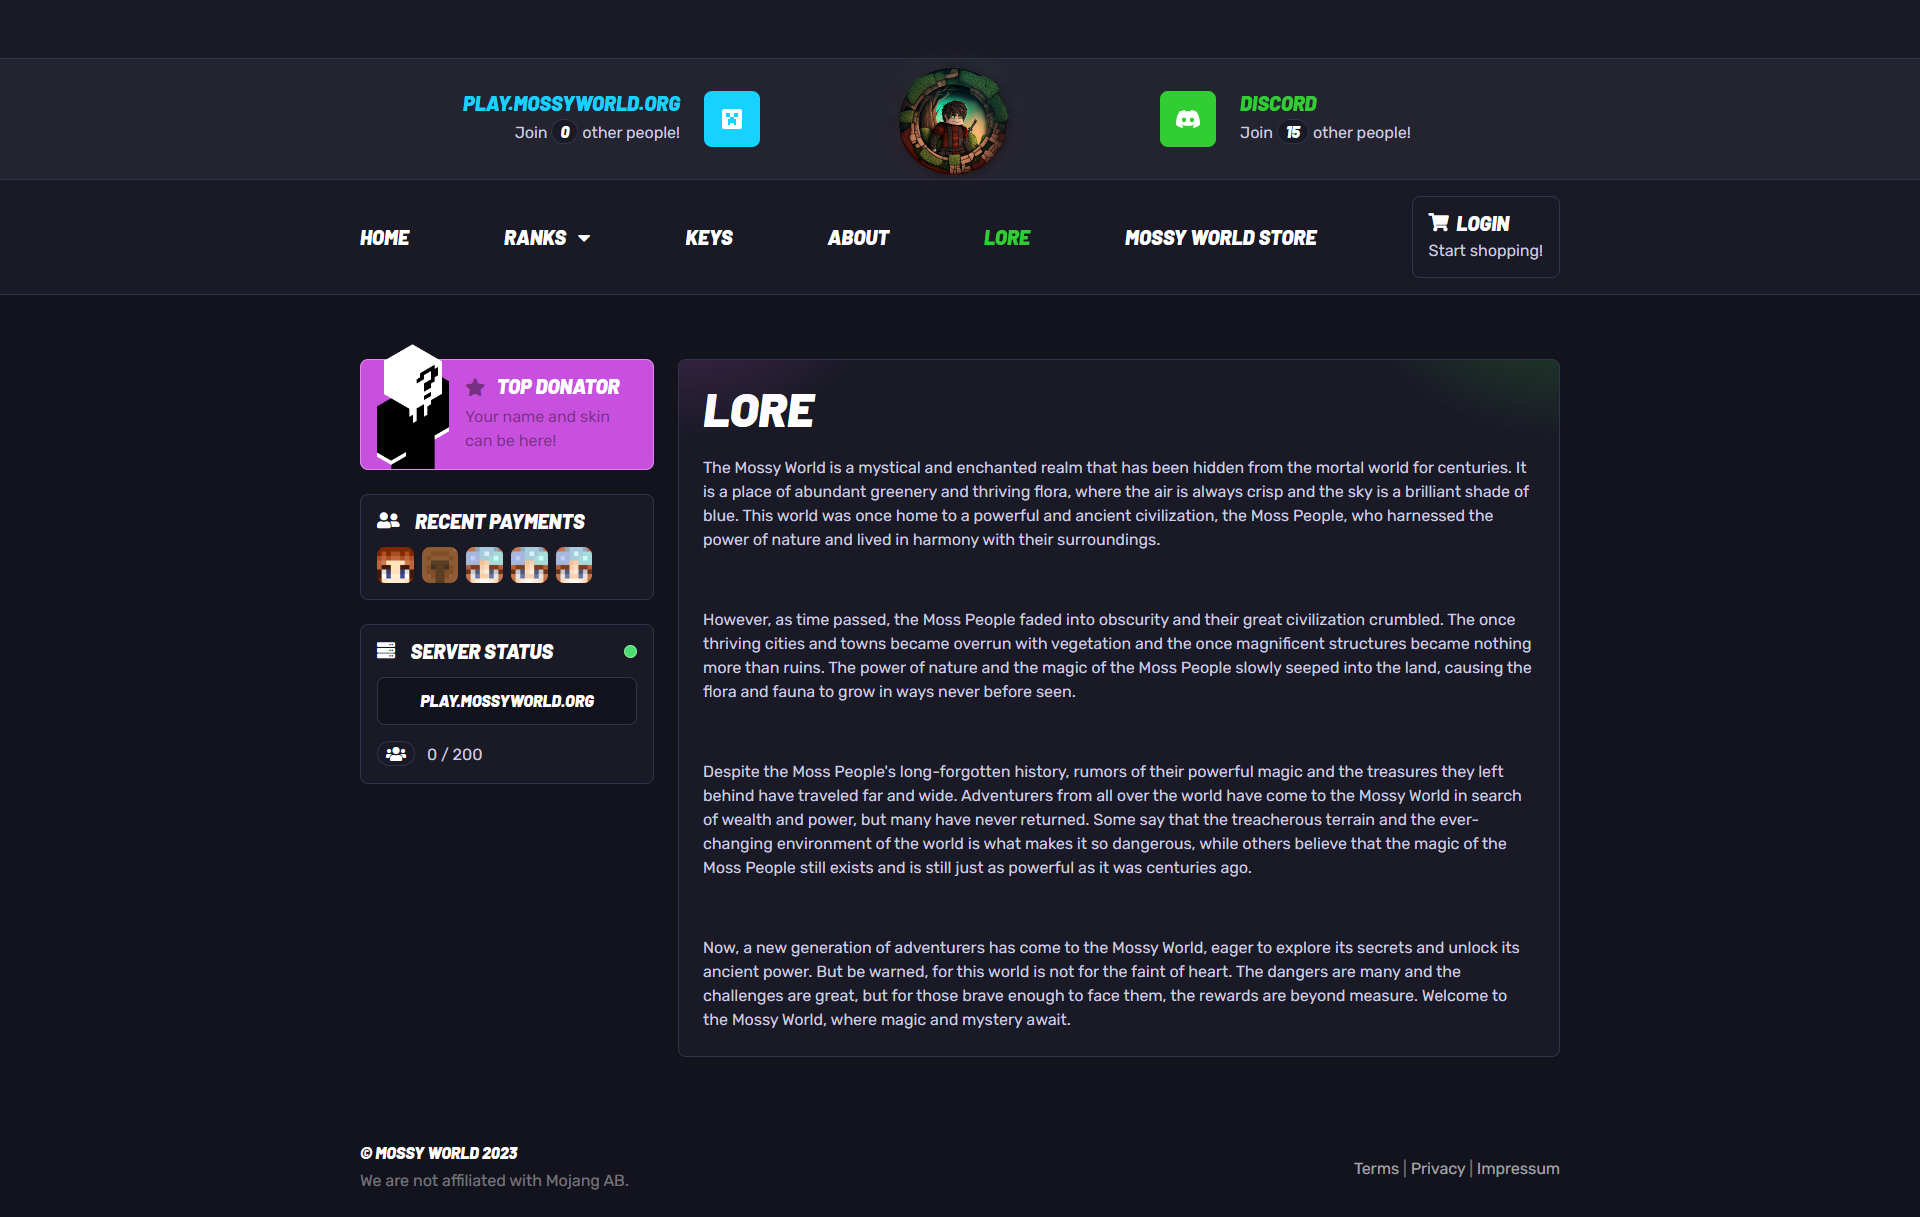 PLAY.MOSSYWORLD.ORG
Join 0 other people!
DISCORD
Join 15 other people!
HOME
RANKS
KEYS
ABOUT
LORE
MOSSY WORLD STORE
LOGIN
Start shopping!
TOP DONATOR
Your name and skin
can be here!
RECENT PAYMENTS
SERVER STATUS
PLAY.MOSSYWORLD.ORG
0 / 200
LORE
The Mossy World is a mystical and enchanted realm that has been hidden from the mortal world for centuries. It
is a place of abundant greenery and thriving flora, where the air is always crisp and the sky is a brilliant shade of
blue. This world was once home to a powerful and ancient civilization, the Moss People, who harnessed the
power of nature and lived in harmony with their surroundings.
However, as time passed, the Moss People faded into obscurity and their great civilization crumbled. The once
thriving cities and towns became overrun with vegetation and the once magnificent structures became nothing
more than ruins. The power of nature and the magic of the Moss People slowly seeped into the land, causing the
flora and fauna to grow in ways never before seen.
Despite the Moss People's long-forgotten history, rumors of their powerful magic and the treasures they left
behind have traveled far and wide. Adventurers from all over the world have come to the Mossy World in search
of wealth and power, but many have never returned. Some say that the treacherous terrain and the ever-
changing environment of the world is what makes it so dangerous, while others believe that the magic of the
Moss People still exists and is still just as powerful as it was centuries ago.
Now, a new generation of adventurers has come to the Mossy World, eager to explore its secrets and unlock its
ancient power. But be warned, for this world is not for the faint of heart. The dangers are many and the
challenges are great, but for those brave enough to face them, the rewards are beyond measure. Welcome to
the Mossy World, where magic and mystery await.
© MOSSY WORLD 2023
We are not affiliated with Mojang AB.
Terms | Privacy | Impressum